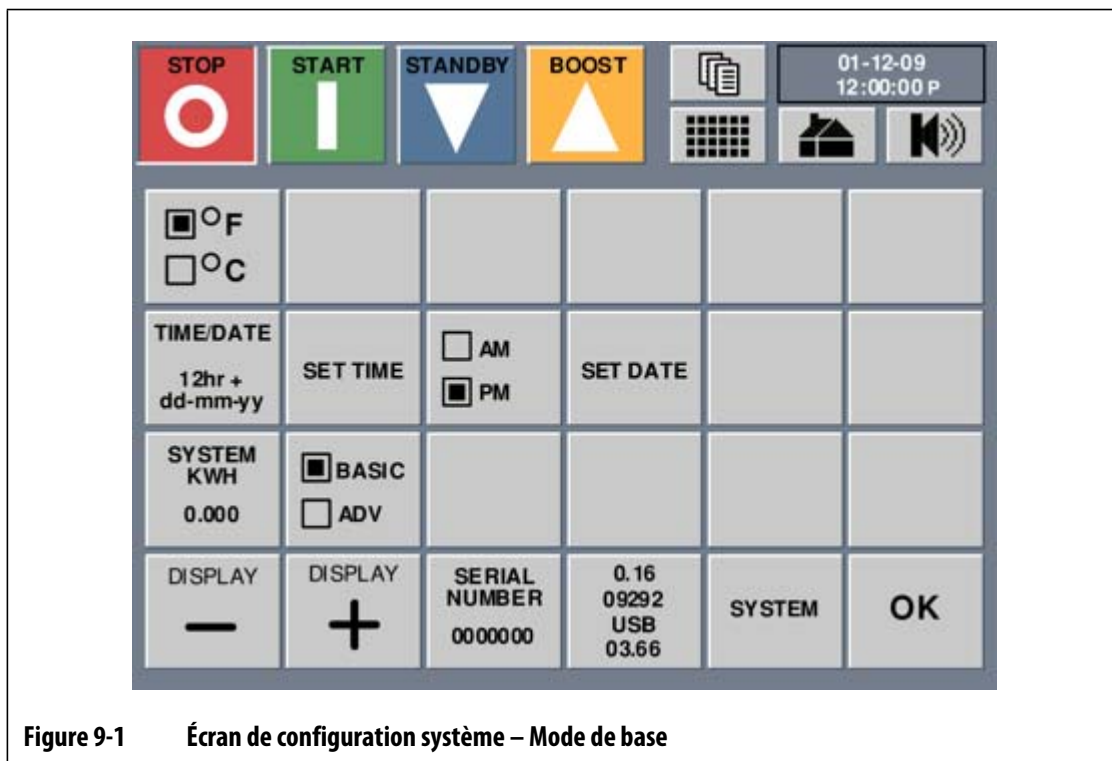 STOP
START
STANDBY
BOOST
01-12-09
12:00:00 P
°F
°C
TIME/DATE
12hr +
dd-mm-yy
SET TIME
AM
PM
SET DATE
SYSTEM
KWH
0.000
BASIC
ADV
DISPLAY
−
DISPLAY
+
SERIAL
NUMBER
0000000
0.16
09292
USB
03.66
SYSTEM
OK
Figure 9-1 Écran de configuration système – Mode de base